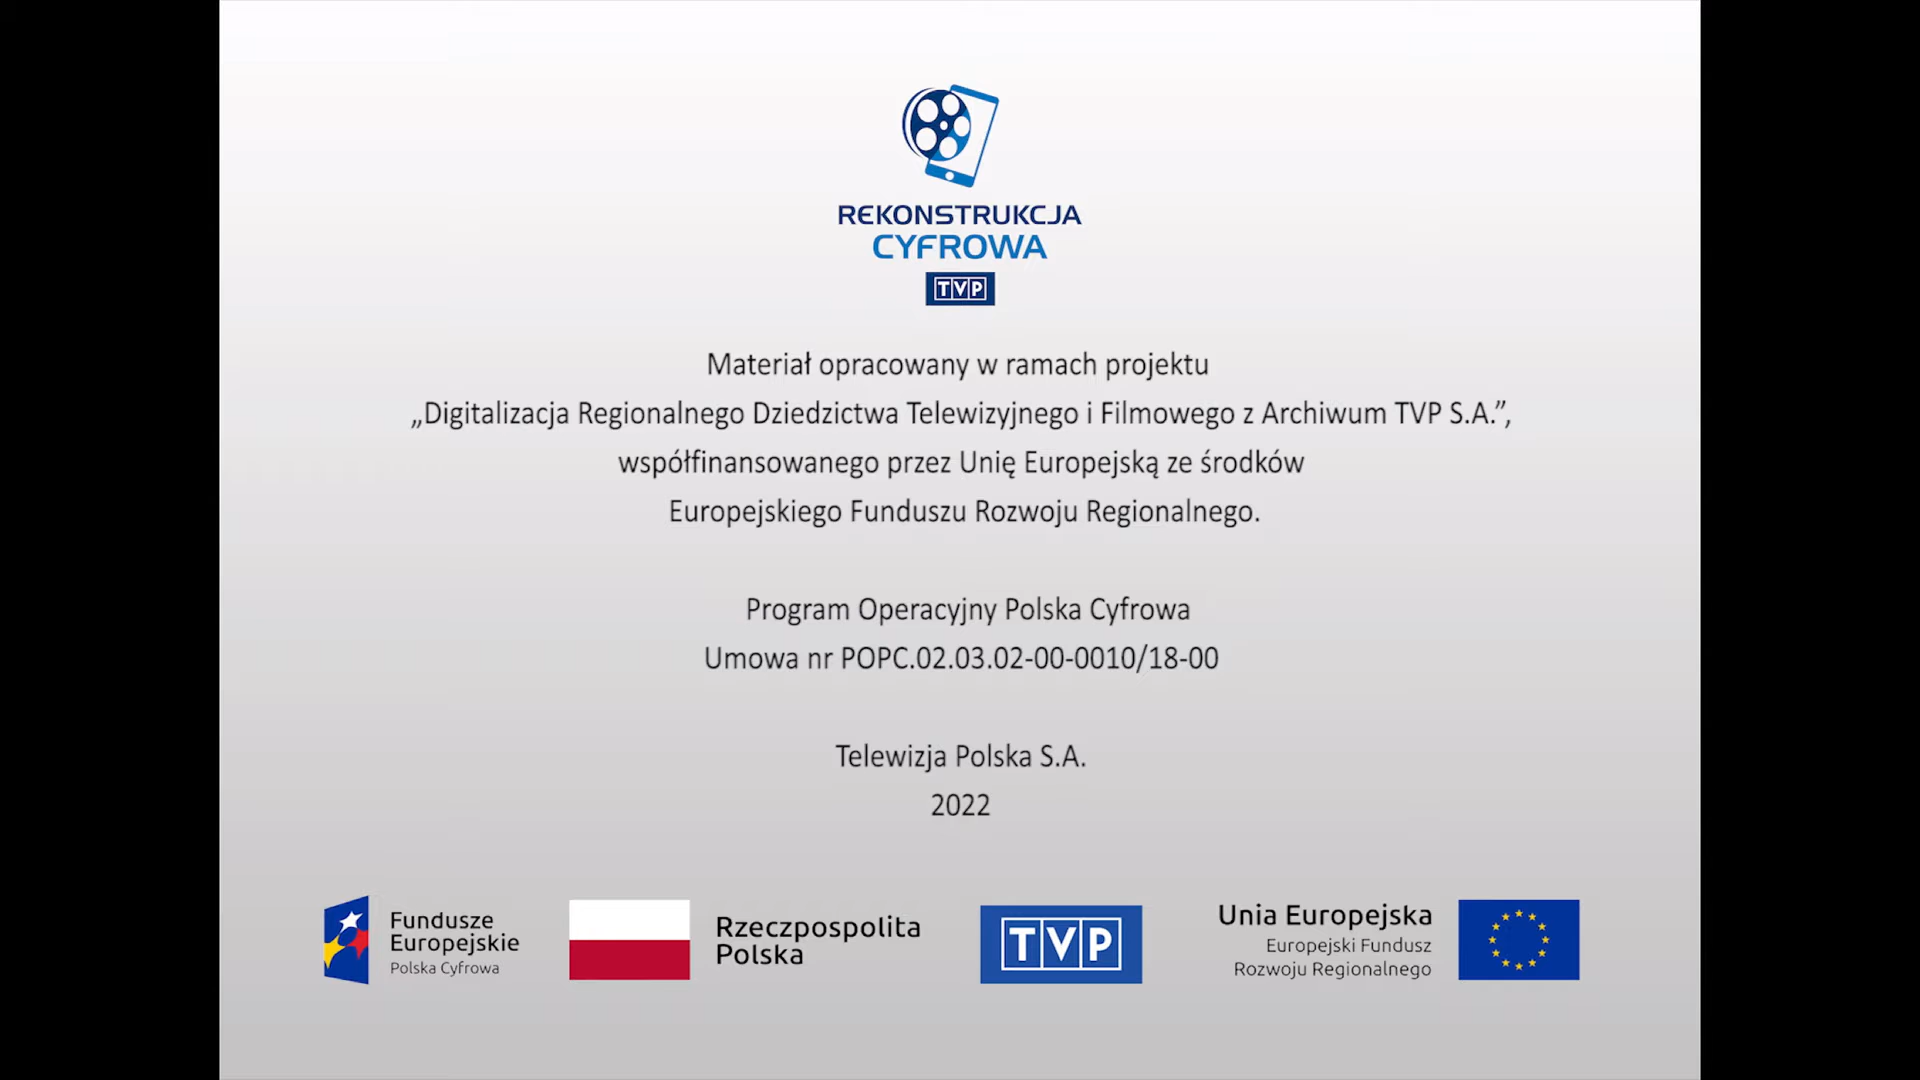 REKONSTRUKCJA
CYFROWA
TVP
Materiał opracowany w ramach projektu
„Digitalizacja Regionalnego Dziedzictwa Telewizyjnego i Filmowego z Archiwum TVP S.A.”,
współfinansowanego przez Unię Europejską ze środków
Europejskiego Funduszu Rozwoju Regionalnego.
Program Operacyjny Polska Cyfrowa
Umowa nr POPC.02.03.02-00-0010/18-00
Telewizja Polska S.A.
2022
Fundusze
Europejskie
Polska Cyfrowa
Rzeczpospolita
Polska
TVP
Unia Europejska
Europejski Fundusz
Rozwoju Regionalnego